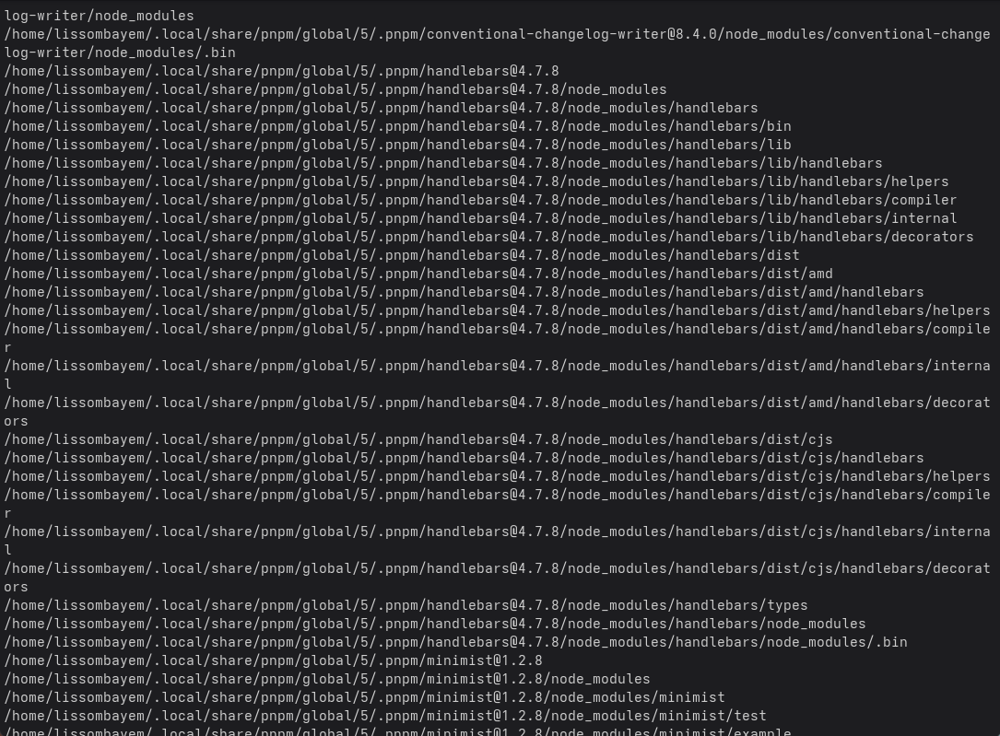 log-writer/node_modules
/home/lissombayem/.local/share/pnpm/global/5/.pnpm/conventional-changelog-writer@8.4.0/node_modules/conventional-change
log-writer/node_modules/.bin
/home/lissombayem/.local/share/pnpm/global/5/.pnpm/handlebars@4.7.8
/home/lissombayem/.local/share/pnpm/global/5/.pnpm/handlebars@4.7.8/node_modules
/home/lissombayem/.local/share/pnpm/global/5/.pnpm/handlebars@4.7.8/node_modules/handlebars
/home/lissombayem/.local/share/pnpm/global/5/.pnpm/handlebars@4.7.8/node_modules/handlebars/bin
/home/lissombayem/.local/share/pnpm/global/5/.pnpm/handlebars@4.7.8/node_modules/handlebars/lib
/home/lissombayem/.local/share/pnpm/global/5/.pnpm/handlebars@4.7.8/node_modules/handlebars/lib/handlebars
/home/lissombayem/.local/share/pnpm/global/5/.pnpm/handlebars@4.7.8/node_modules/handlebars/lib/handlebars/helpers
/home/lissombayem/.local/share/pnpm/global/5/.pnpm/handlebars@4.7.8/node_modules/handlebars/lib/handlebars/compiler
/home/lissombayem/.local/share/pnpm/global/5/.pnpm/handlebars@4.7.8/node_modules/handlebars/lib/handlebars/internal
/home/lissombayem/.local/share/pnpm/global/5/.pnpm/handlebars@4.7.8/node_modules/handlebars/lib/handlebars/decorators
/home/lissombayem/.local/share/pnpm/global/5/.pnpm/handlebars@4.7.8/node_modules/handlebars/dist
/home/lissombayem/.local/share/pnpm/global/5/.pnpm/handlebars@4.7.8/node_modules/handlebars/dist/amd
/home/lissombayem/.local/share/pnpm/global/5/.pnpm/handlebars@4.7.8/node_modules/handlebars/dist/amd/handlebars
/home/lissombayem/.local/share/pnpm/global/5/.pnpm/handlebars@4.7.8/node_modules/handlebars/dist/amd/handlebars/helpers
/home/lissombayem/.local/share/pnpm/global/5/.pnpm/handlebars@4.7.8/node_modules/handlebars/dist/amd/handlebars/compile
r
/home/lissombayem/.local/share/pnpm/global/5/.pnpm/handlebars@4.7.8/node_modules/handlebars/dist/amd/handlebars/interna
l
/home/lissombayem/.local/share/pnpm/global/5/.pnpm/handlebars@4.7.8/node_modules/handlebars/dist/amd/handlebars/decorat
ors
/home/lissombayem/.local/share/pnpm/global/5/.pnpm/handlebars@4.7.8/node_modules/handlebars/dist/cjs
/home/lissombayem/.local/share/pnpm/global/5/.pnpm/handlebars@4.7.8/node_modules/handlebars/dist/cjs/handlebars
/home/lissombayem/.local/share/pnpm/global/5/.pnpm/handlebars@4.7.8/node_modules/handlebars/dist/cjs/handlebars/helpers
/home/lissombayem/.local/share/pnpm/global/5/.pnpm/handlebars@4.7.8/node_modules/handlebars/dist/cjs/handlebars/compile
r
/home/lissombayem/.local/share/pnpm/global/5/.pnpm/handlebars@4.7.8/node_modules/handlebars/dist/cjs/handlebars/interna
l
/home/lissombayem/.local/share/pnpm/global/5/.pnpm/handlebars@4.7.8/node_modules/handlebars/dist/cjs/handlebars/decorat
ors
/home/lissombayem/.local/share/pnpm/global/5/.pnpm/handlebars@4.7.8/node_modules/handlebars/types
/home/lissombayem/.local/share/pnpm/global/5/.pnpm/handlebars@4.7.8/node_modules/handlebars/node_modules
/home/lissombayem/.local/share/pnpm/global/5/.pnpm/handlebars@4.7.8/node_modules/handlebars/node_modules/.bin
/home/lissombayem/.local/share/pnpm/global/5/.pnpm/minimist@1.2.8
/home/lissombayem/.local/share/pnpm/global/5/.pnpm/minimist@1.2.8/node_modules
/home/lissombayem/.local/share/pnpm/global/5/.pnpm/minimist@1.2.8/node_modules/minimist
/home/lissombayem/.local/share/pnpm/global/5/.pnpm/minimist@1.2.8/node_modules/minimist/test
/home/lissombayem/.local/share/pnpm/global/5/.pnpm/minimist@1.2.8/node_modules/minimist/example